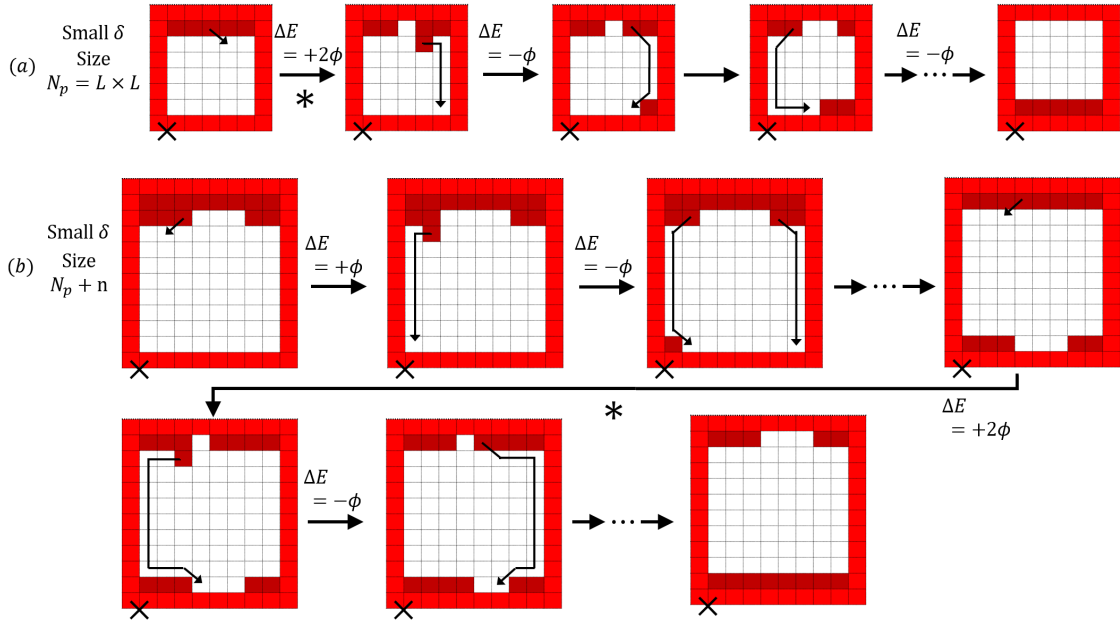 (a)
Small δ
Size
N_p = L × L
ΔE
= +2ϕ
*
ΔE
= −ϕ
ΔE
= −ϕ
(b)
Small δ
Size
N_p + n
ΔE
= +ϕ
ΔE
= −ϕ
*
ΔE
= +2ϕ
ΔE
= −ϕ